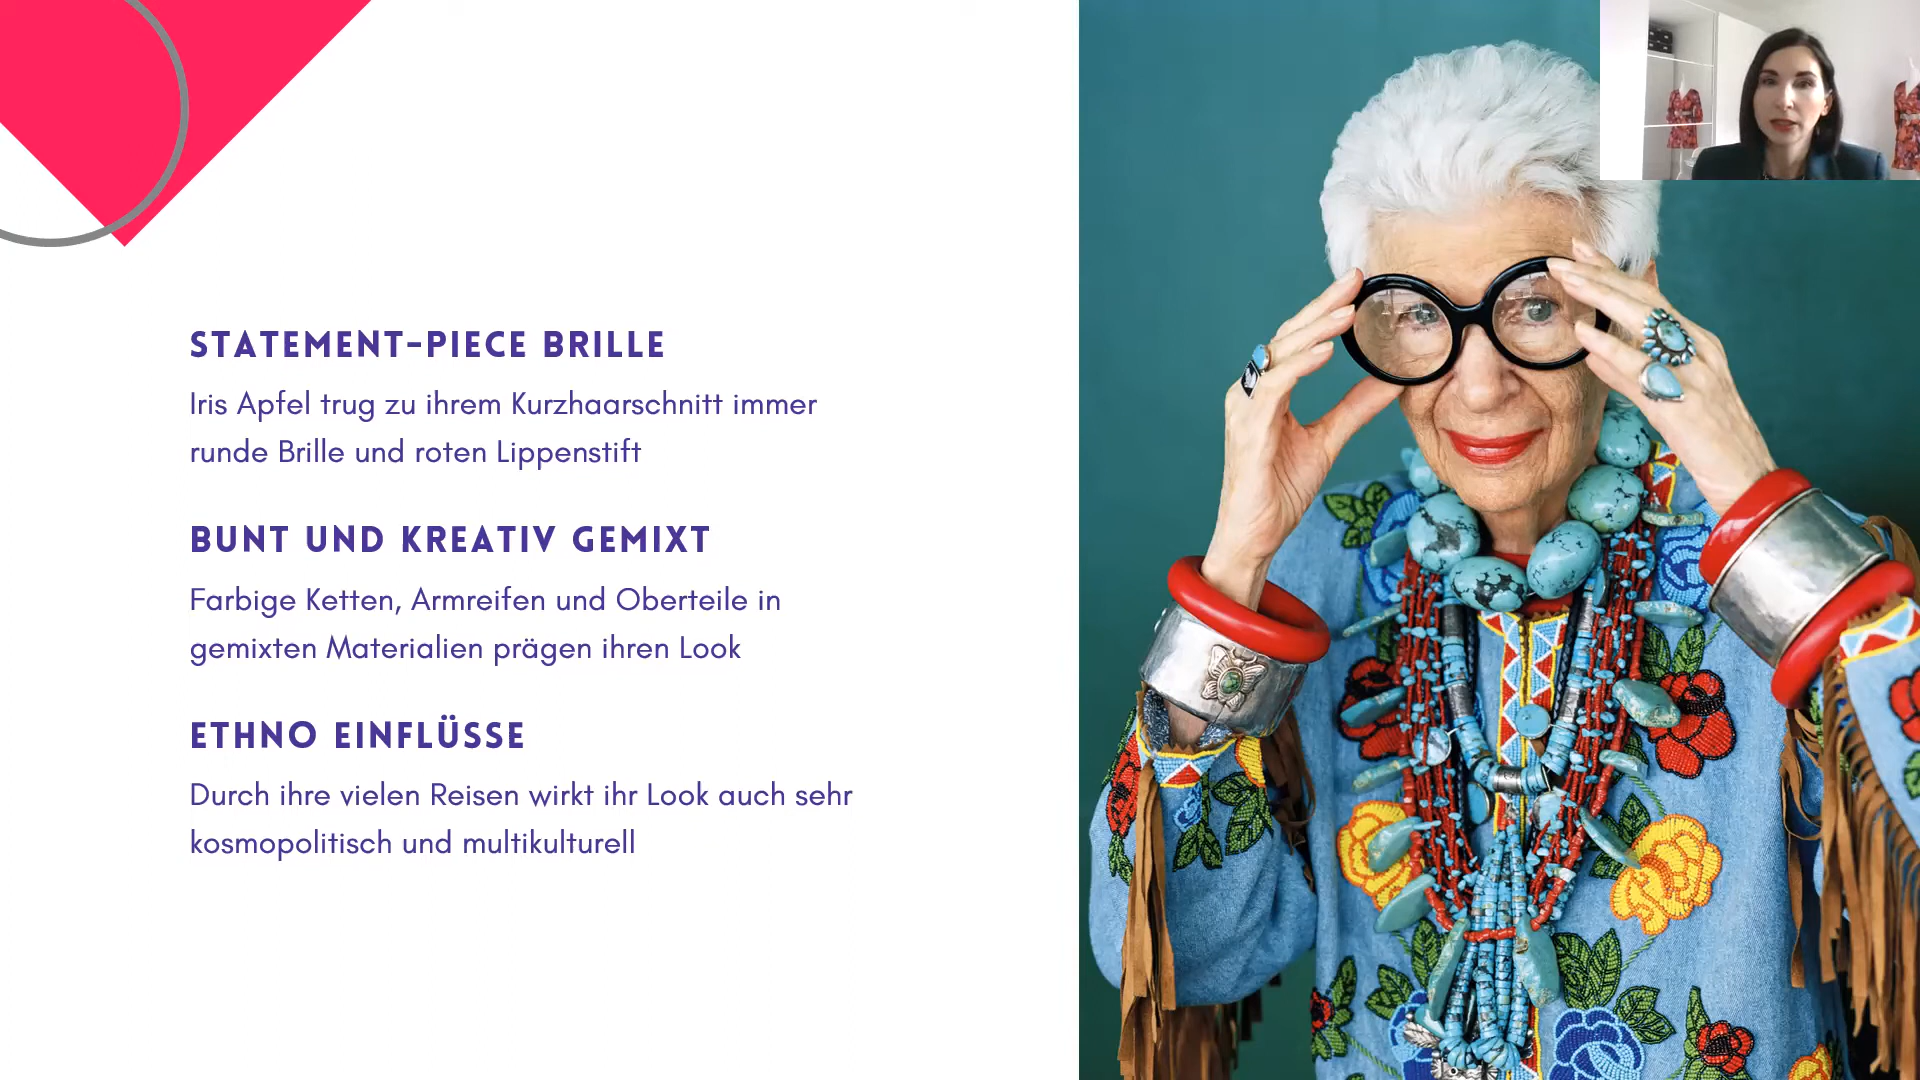 STATEMENT-PIECE BRILLE
Iris Apfel trug zu ihrem Kurzhaarschnitt immer
runde Brille und roten Lippenstift
BUNT UND KREATIV GEMIXT
Farbige Ketten, Armreifen und Oberteile in
gemixten Materialien prägen ihren Look
ETHNO EINFLÜSSE
Durch ihre vielen Reisen wirkt ihr Look auch sehr
kosmopolitisch und multikulturell